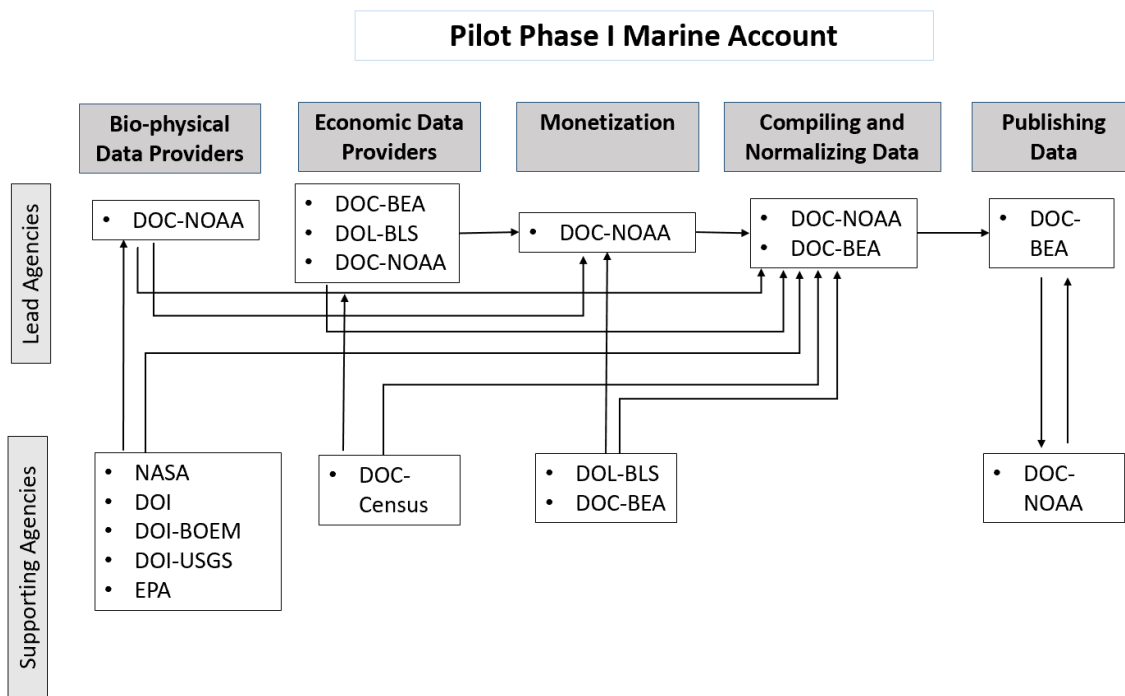 Pilot Phase I Marine Account
Bio-physical
Data Providers
Economic Data
Providers
Monetization
Compiling and
Normalizing Data
Publishing
Data
Lead Agencies
• DOC-NOAA
• DOC-BEA
• DOL-BLS
• DOC-NOAA
• DOC-NOAA
• DOC-NOAA
• DOC-BEA
• DOC-
BEA
Supporting Agencies
• NASA
• DOI
• DOI-BOEM
• DOI-USGS
• EPA
• DOC-
Census
• DOL-BLS
• DOC-BEA
• DOC-
NOAA